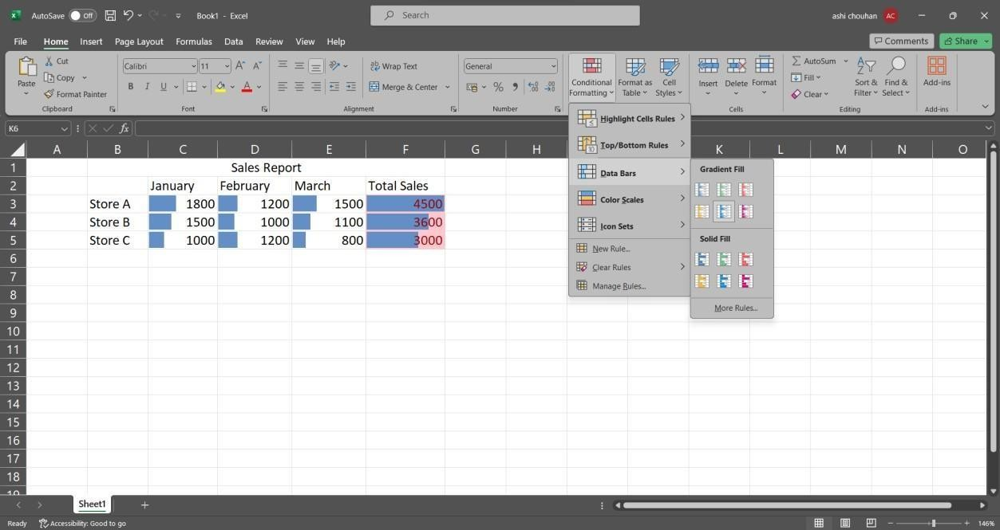 AutoSave Off Book1 - Excel Search ashi chouhan AC
File Home Insert Page Layout Formulas Data Review View Help Comments Share
Paste Cut
Copy
Format Painter
Clipboard
Calibri 11 A A
B I U A
Font
Wrap Text
Merge & Center
Alignment
General
% 9
Number
Conditional Formatting
Format as Table
Cell Styles
Insert Delete Format
Cells
AutoSum
Fill
Clear
Sort & Filter
Find & Select
Editing
Add-ins
Add-ins
K6 fx
A B C D E F G H K L M N O
1 Sales Report
2 January February March Total Sales
3 Store A 1800 1200 1500 4500
4 Store B 1500 1000 1100 3600
5 Store C 1000 1200 800 3000
6
7
8
9
10
11
12
13
14
15
16
17
18
19
Highlight Cells Rules
Top/Bottom Rules
Data Bars
Color Scales
Icon Sets
New Rule...
Clear Rules
Manage Rules...
Gradient Fill
Solid Fill
More Rules...
Sheet1
Ready Accessibility: Good to go 146%